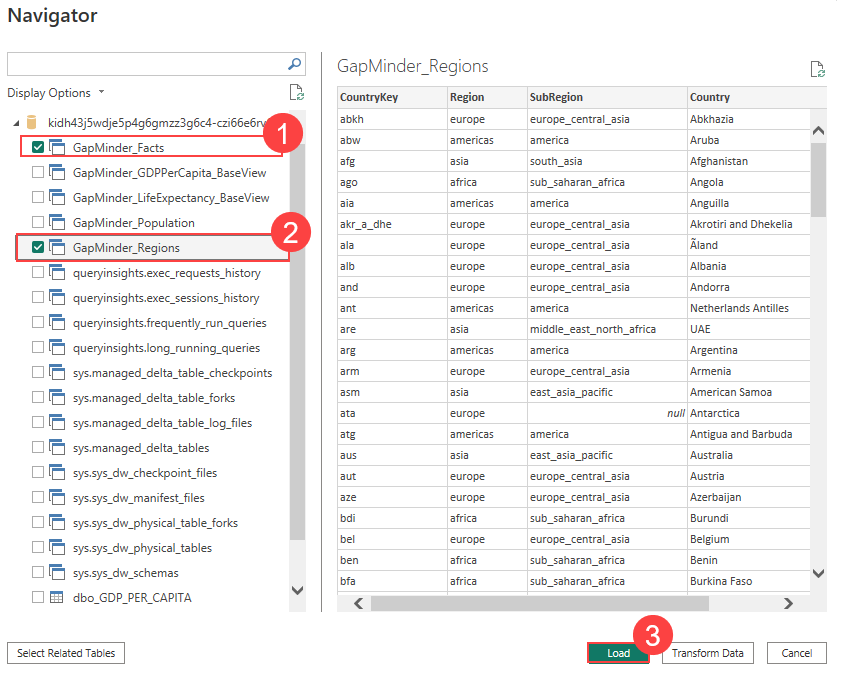 Navigator
Display Options
kidh43j5wdje5p4g6gmzz3g6c4-czi66e6rv
1
GapMinder_Facts
GapMinder_GDPPerCapita_BaseView
GapMinder_LifeExpectancy_BaseView
GapMinder_Population
2
GapMinder_Regions
queryinsights.exec_requests_history
queryinsights.exec_sessions_history
queryinsights.frequently_run_queries
queryinsights.long_running_queries
sys.managed_delta_table_checkpoints
sys.managed_delta_table_forks
sys.managed_delta_table_log_files
sys.managed_delta_tables
sys.sys_dw_checkpoint_files
sys.sys_dw_manifest_files
sys.sys_dw_physical_table_forks
sys.sys_dw_physical_tables
sys.sys_dw_schemas
dbo_GDP_PER_CAPITA
GapMinder_Regions
CountryKey Region SubRegion Country
abkh europe europe_central_asia Abkhazia
abw americas america Aruba
afg asia south_asia Afghanistan
ago africa sub_saharan_africa Angola
aia americas america Anguilla
akr_a_dhe europe europe_central_asia Akrotiri and Dhekelia
ala europe europe_central_asia Ãland
alb europe europe_central_asia Albania
and europe europe_central_asia Andorra
ant americas america Netherlands Antilles
are asia middle_east_north_africa UAE
arg americas america Argentina
arm europe europe_central_asia Armenia
asm asia east_asia_pacific American Samoa
ata europe null Antarctica
atg americas america Antigua and Barbuda
aus asia east_asia_pacific Australia
aut europe europe_central_asia Austria
aze europe europe_central_asia Azerbaijan
bdi africa sub_saharan_africa Burundi
bel europe europe_central_asia Belgium
ben africa sub_saharan_africa Benin
bfa africa sub_saharan_africa Burkina Faso
3
Select Related Tables Load Transform Data Cancel